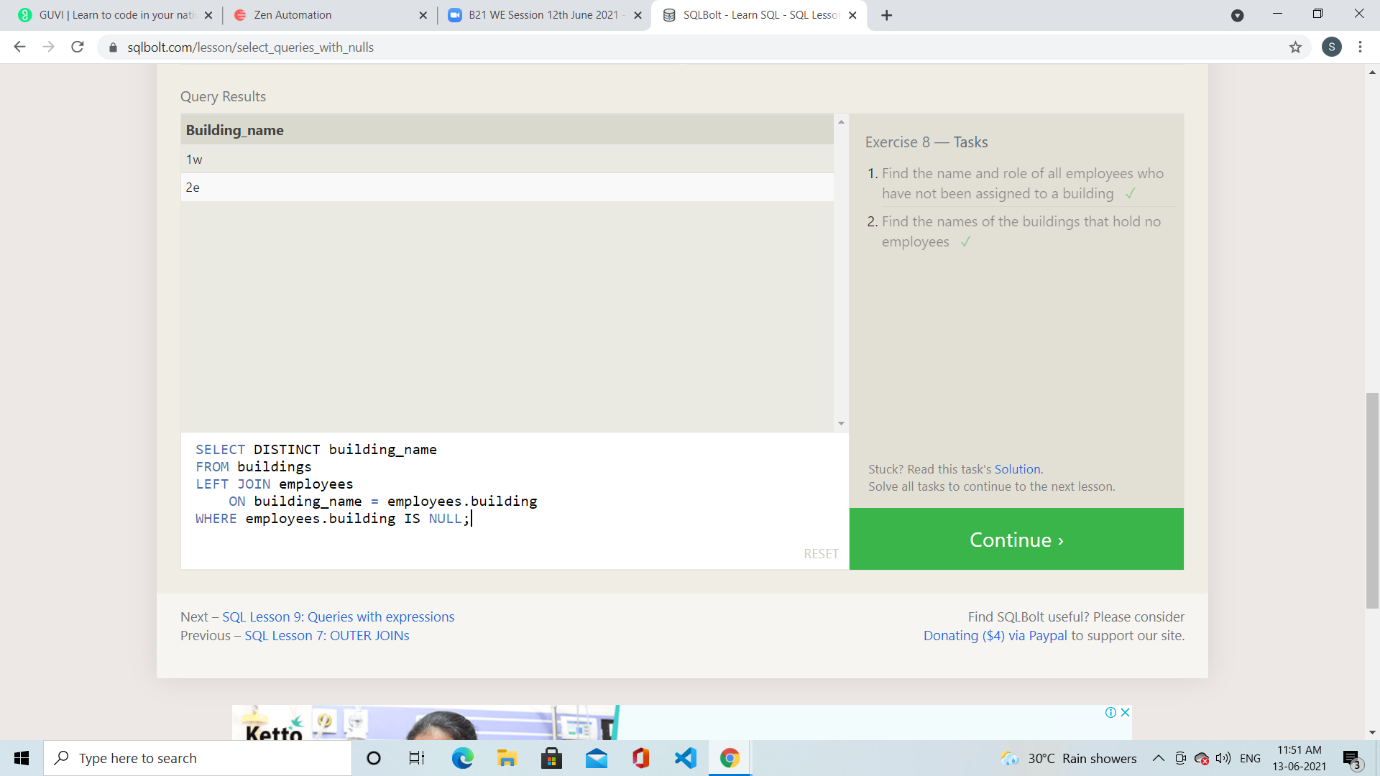 GUVI | Learn to code in your nati
Zen Automation
B21 WE Session 12th June 2021 -
SQLBolt - Learn SQL - SQL Lesso
sqlbolt.com/lesson/select_queries_with_nulls
S
Query Results
Building_name
1w
2e
Exercise 8 — Tasks
1. Find the name and role of all employees who
have not been assigned to a building ✓
2. Find the names of the buildings that hold no
employees ✓
Stuck? Read this task's Solution.
Solve all tasks to continue to the next lesson.
Continue ›
SELECT DISTINCT building_name
FROM buildings
LEFT JOIN employees
ON building_name = employees.building
WHERE employees.building IS NULL;
RESET
Next – SQL Lesson 9: Queries with expressions
Previous – SQL Lesson 7: OUTER JOINs
Find SQLBolt useful? Please consider
Donating ($4) via Paypal to support our site.
Ketto
Type here to search
30°C Rain showers
ENG
11:51 AM
13-06-2021
3